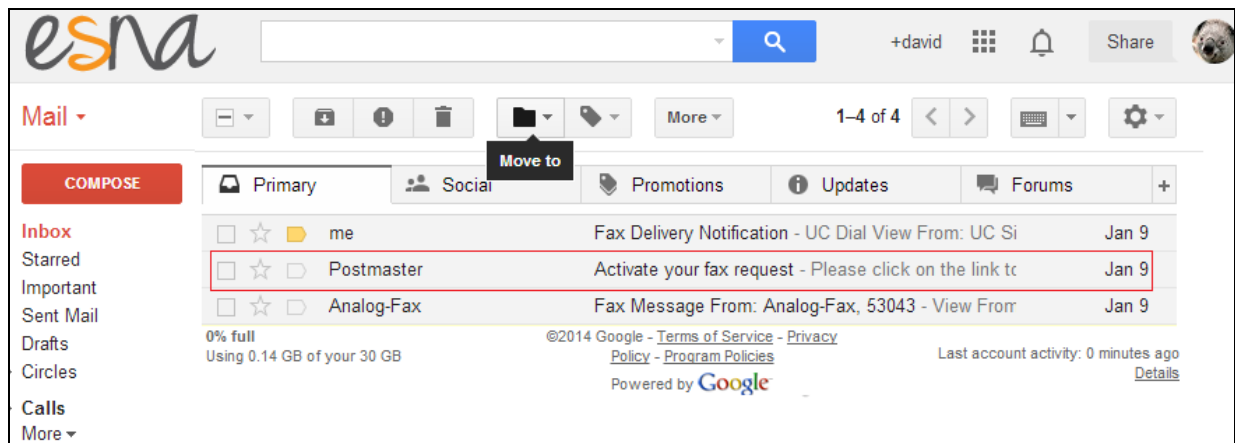 esna
+david
Share
Mail
More
1–4 of 4
Move to
COMPOSE
Primary
Social
Promotions
Updates
Forums
+
Inbox
Starred
Important
Sent Mail
Drafts
Circles
Calls
More
me Fax Delivery Notification - UC Dial View From: UC Si Jan 9
Postmaster Activate your fax request - Please click on the link to Jan 9
Analog-Fax Fax Message From: Analog-Fax, 53043 - View From Jan 9
0% full
Using 0.14 GB of your 30 GB
©2014 Google - Terms of Service - Privacy
Policy - Program Policies
Powered by Google
Last account activity: 0 minutes ago
Details